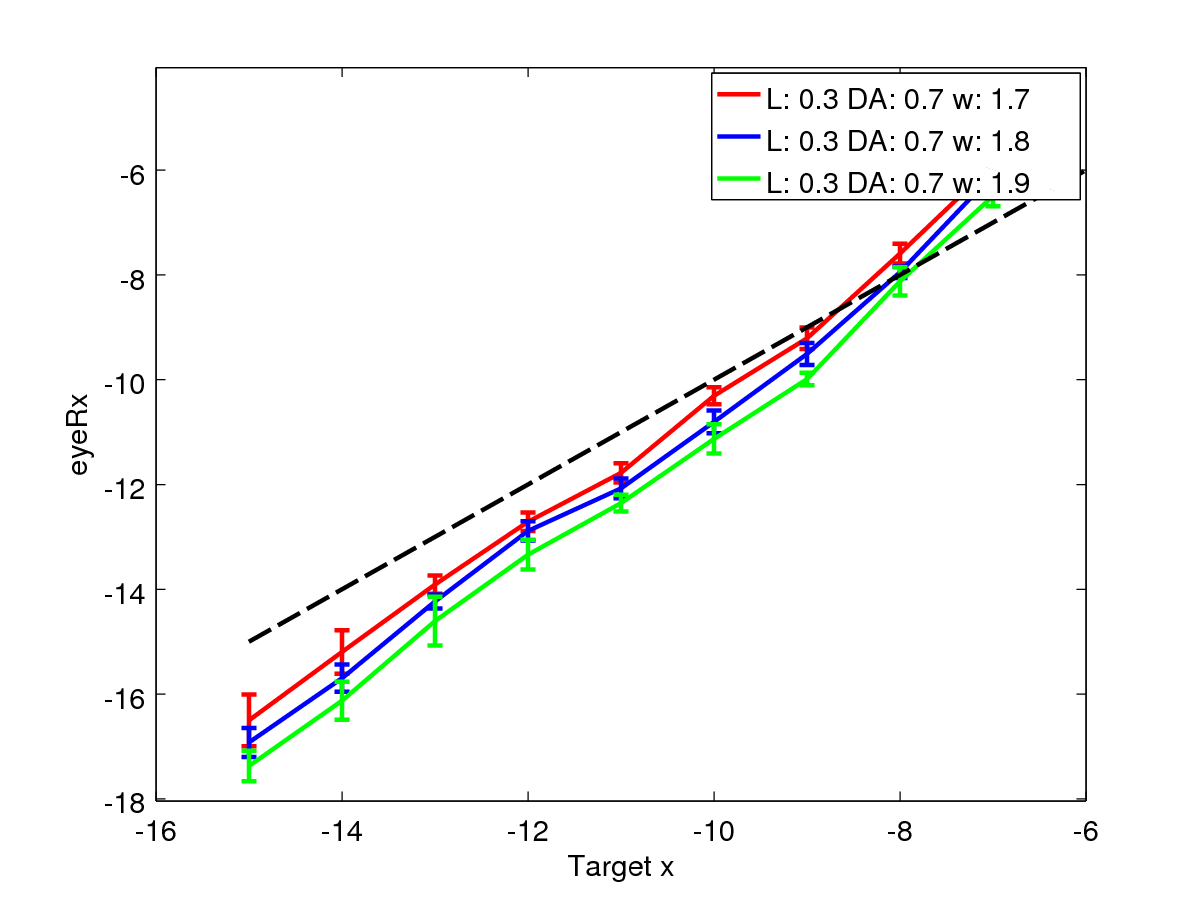 L: 0.3 DA: 0.7 w: 1.7
L: 0.3 DA: 0.7 w: 1.8
L: 0.3 DA: 0.7 w: 1.9
-6
-8
-10
-12
-14
-16
-18
eyeRx
-16 -14 -12 -10 -8 -6
Target x